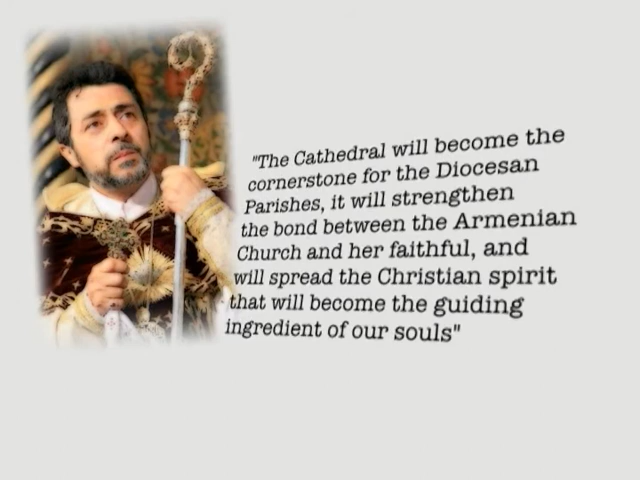 "The Cathedral will become the
cornerstone for the Diocesan
Parishes, it will strengthen
the bond between the Armenian
Church and her faithful, and
will spread the Christian spirit
that will become the guiding
ingredient of our souls"